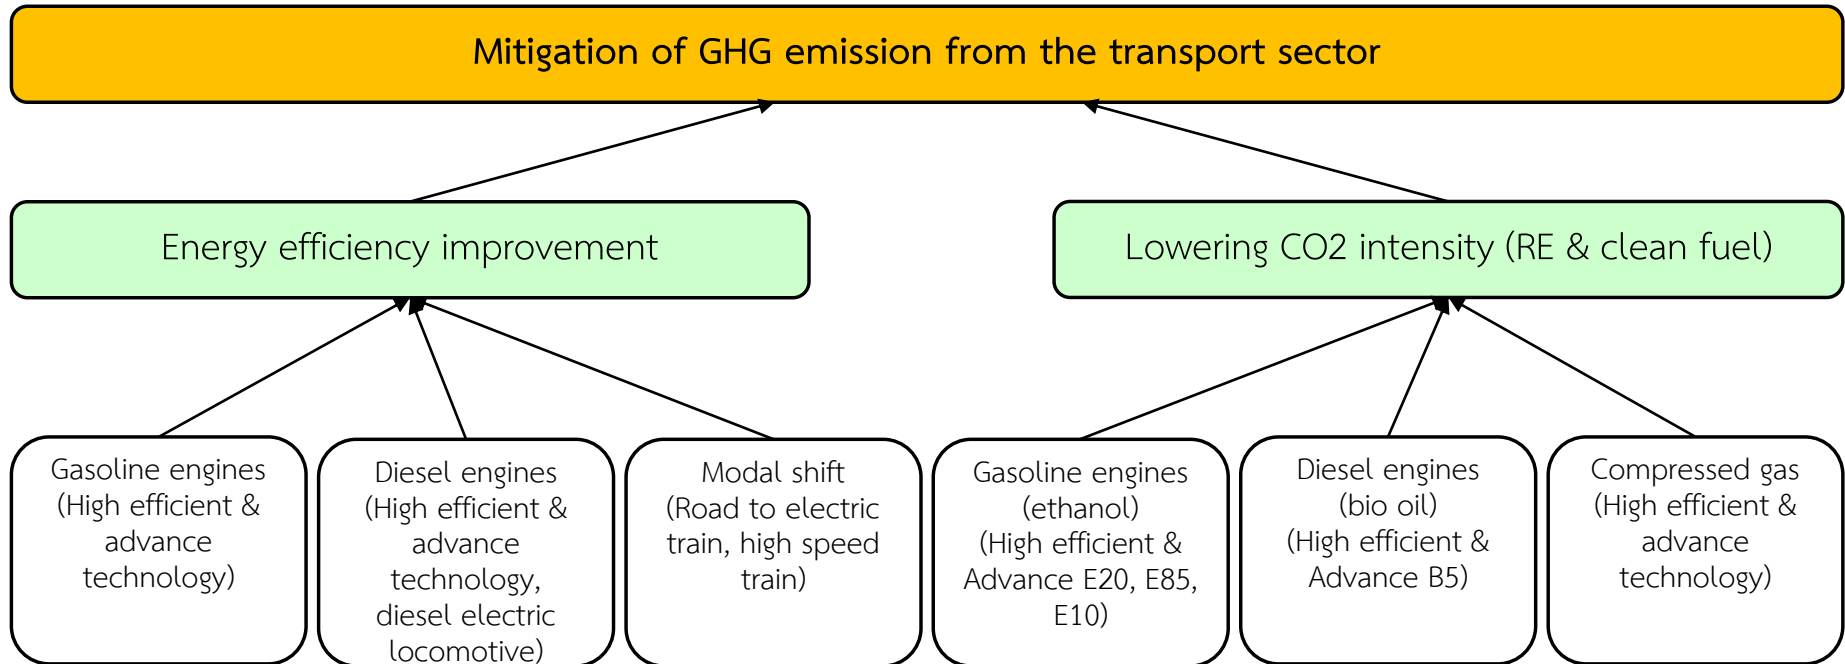 Mitigation of GHG emission from the transport sector
Energy efficiency improvement
Lowering CO2 intensity (RE & clean fuel)
Gasoline engines
(High efficient &
advance
technology)
Diesel engines
(High efficient &
advance
technology,
diesel electric
locomotive)
Modal shift
(Road to electric
train, high speed
train)
Gasoline engines
(ethanol)
(High efficient &
Advance E20, E85,
E10)
Diesel engines
(bio oil)
(High efficient &
Advance B5)
Compressed gas
(High efficient &
advance
technology)